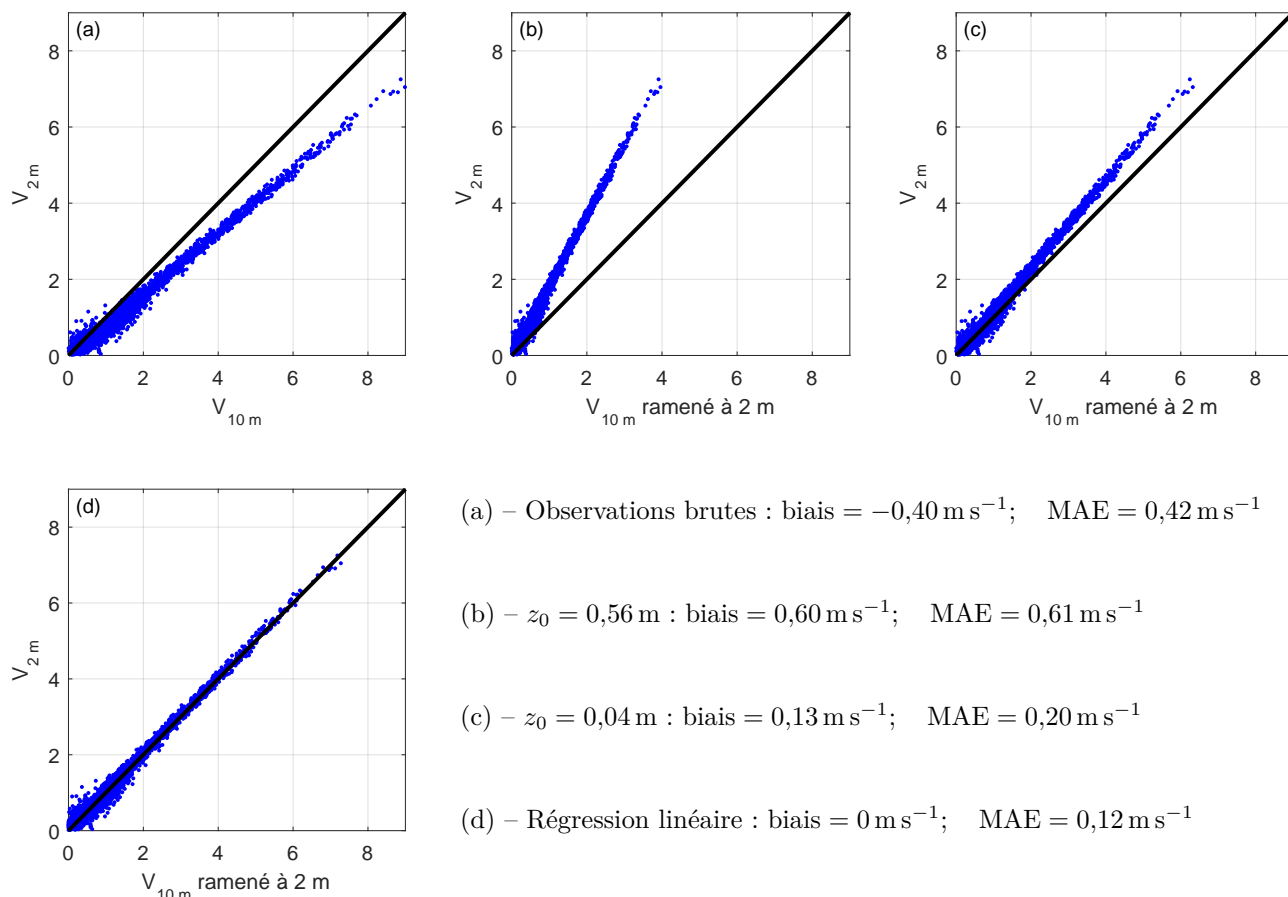 (a)
8
6
4
2
0
V2 m
0 2 4 6 8
V10 m
(b)
8
6
4
2
0
V2 m
0 2 4 6 8
V10 m ramené à 2 m
(c)
8
6
4
2
0
V2 m
0 2 4 6 8
V10 m ramené à 2 m
(d)
8
6
4
2
0
V2 m
0 2 4 6 8
V10 m ramené à 2 m
(a) – Observations brutes : biais = −0,40 m s−1; MAE = 0,42 m s−1
(b) – z0 = 0,56 m : biais = 0,60 m s−1; MAE = 0,61 m s−1
(c) – z0 = 0,04 m : biais = 0,13 m s−1; MAE = 0,20 m s−1
(d) – Régression linéaire : biais = 0 m s−1; MAE = 0,12 m s−1